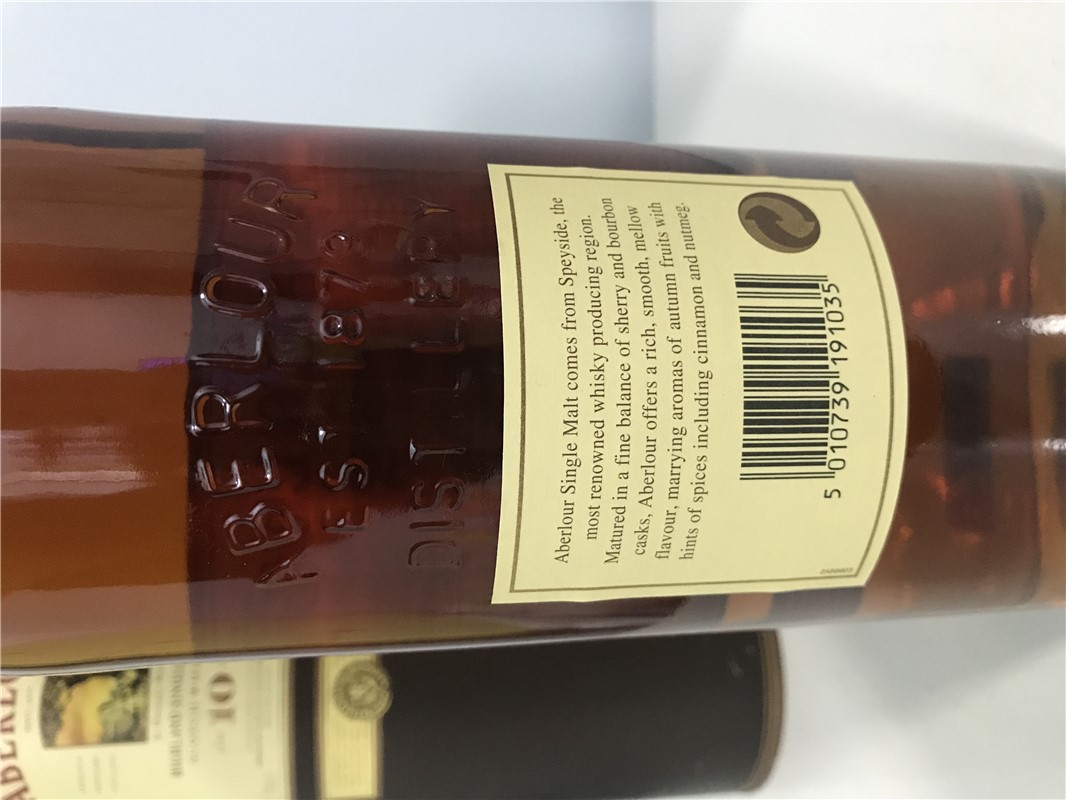 ABERLOUR
EST 1879
DISTILLERY
Aberlour Single Malt comes from Speyside, the
most renowned whisky producing region.
Matured in a fine balance of sherry and bourbon
casks, Aberlour offers a rich, smooth, mellow
flavour, marrying aromas of autumn fruits with
hints of spices including cinnamon and nutmeg.
5 010739 191035
ABERLO
10